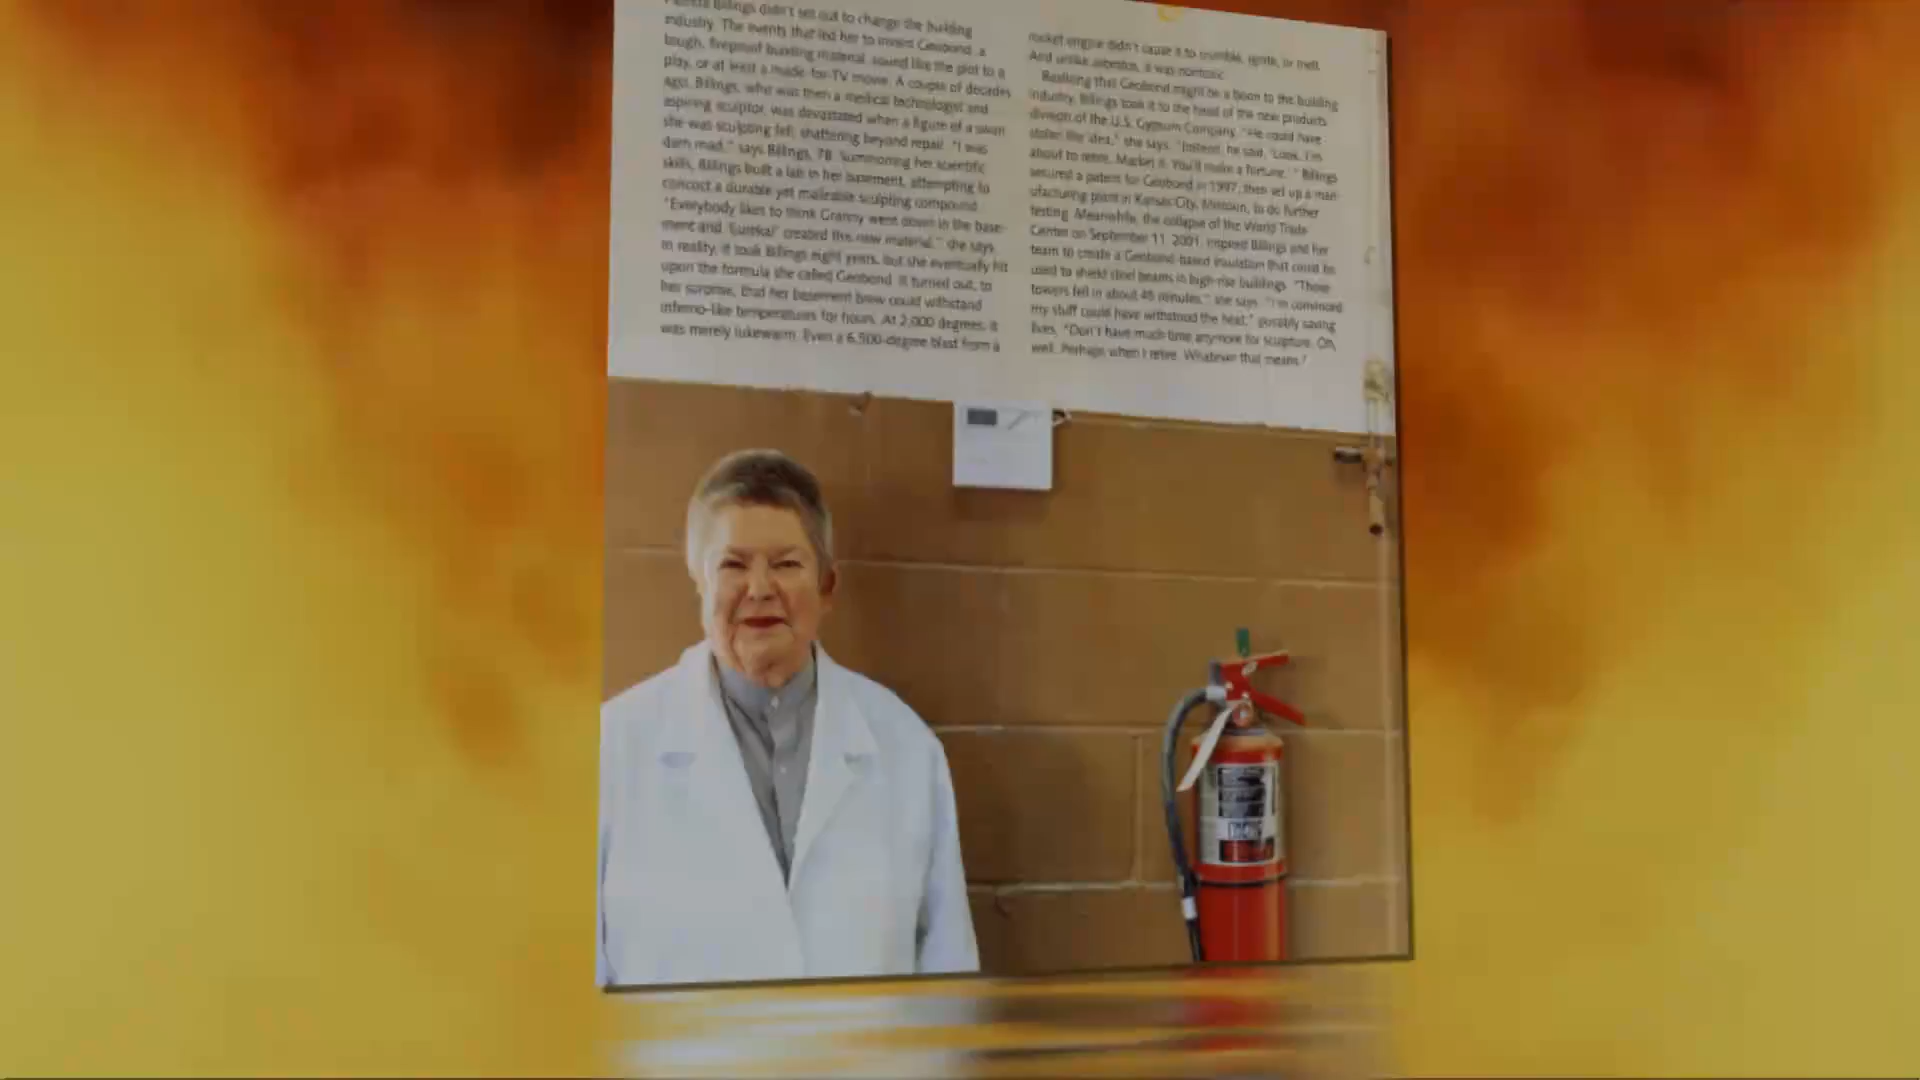 Billings didn't set out to change the building
industry. The events that led her to invent Geobond, a
tough, fireproof building material, sound like the plot to a
play, or at least a made-for-TV movie. A couple of decades
ago, Billings, who was then a medical technologist and
aspiring sculptor, was devastated when a figure of a swan
she was sculpting fell, shattering beyond repair. "I was
darn mad," says Billings, 78. Summoning her scientific
skills, Billings built a lab in her basement, attempting to
concoct a durable yet malleable sculpting compound.
"Everybody likes to think Granny went down in the base-
ment and 'Eureka!' created this new material," she says.
In reality, it took Billings eight years, but she eventually hit
upon the formula she called Geobond. It turned out, to
her surprise, that her basement brew could withstand
inferno-like temperatures for hours. At 2,000 degrees, it
was merely lukewarm. Even a 6,500-degree blast from a
rocket engine didn't cause it to crumble, ignite, or melt.
And unlike asbestos, it was nontoxic.
Realizing that Geobond might be a boon to the building
industry, Billings took it to the head of the new products
division of the U.S. Gypsum Company. "He could have
stolen the idea," she says. "Instead, he said, 'Look, I'm
about to retire. Market it. You'll make a fortune.'" Billings
secured a patent for Geobond in 1997, then set up a man-
ufacturing plant in Kansas City, Missouri, to do further
testing. Meanwhile, the collapse of the World Trade
Center on September 11, 2001, inspired Billings and her
team to create a Geobond-based insulation that could be
used to shield steel beams in high-rise buildings. "Those
towers fell in about 45 minutes," she says. "I'm convinced
my stuff could have withstood the heat," possibly saving
lives. "Don't have much time anymore for sculpture. Oh,
well. Perhaps when I retire. Whatever that means."